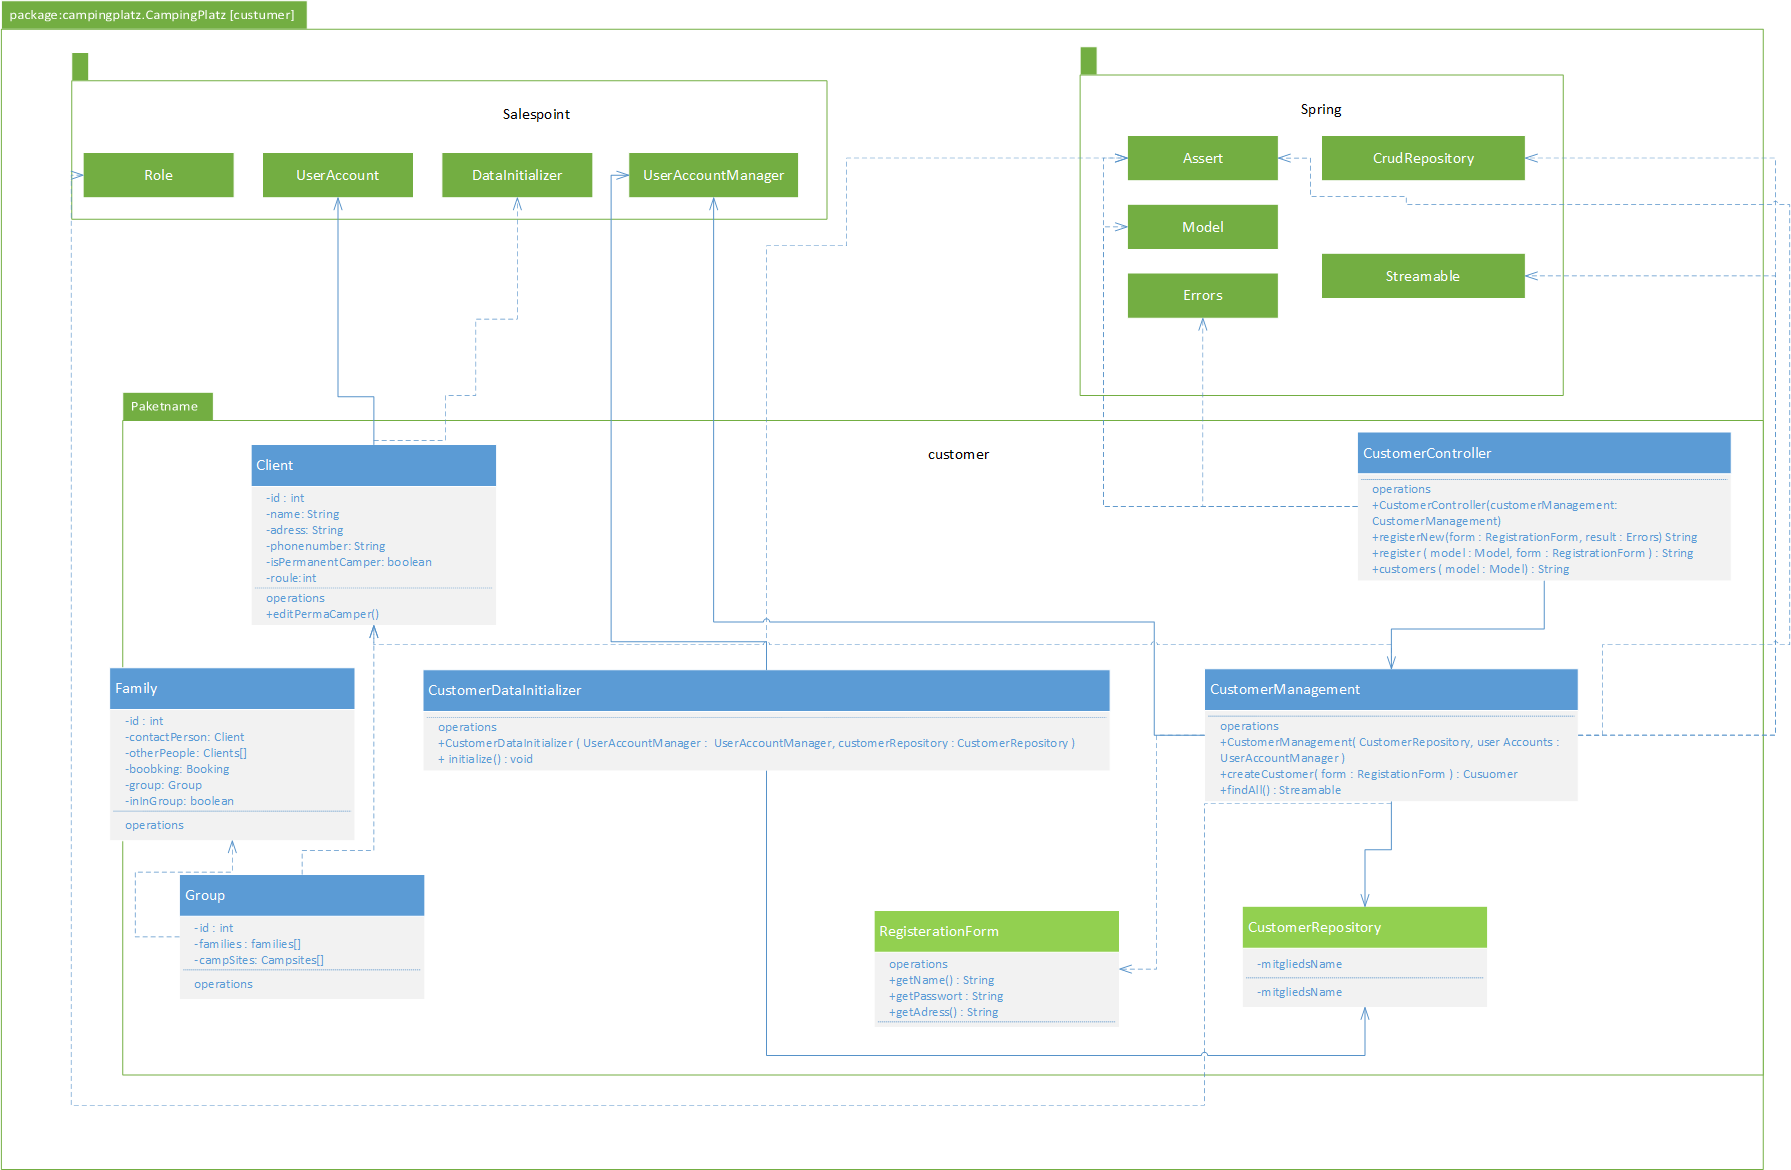 package:campingplatz.CampingPlatz [custumer]
Salespoint
Role
UserAccount
DataInitializer
UserAccountManager
Spring
Assert
CrudRepository
Model
Streamable
Errors
Paketname
customer
Client
-id : int
-name: String
-adress: String
-phonenumber: String
-isPermanentCamper: boolean
-roule:int
operations
+editPermaCamper()
CustomerController
operations
+CustomerController(customerManagement:
CustomerManagement)
+registerNew(form : RegistrationForm, result : Errors) String
+register ( model : Model, form : RegistrationForm ) : String
+customers ( model : Model) : String
Family
-id : int
-contactPerson: Client
-otherPeople: Clients[]
-boobking: Booking
-group: Group
-inInGroup: boolean
operations
CustomerDataInitializer
operations
+CustomerDataInitializer ( UserAccountManager : UserAccountManager, customerRepository : CustomerRepository )
+ initialize() : void
CustomerManagement
operations
+CustomerManagement( CustomerRepository, user Accounts :
UserAccountManager )
+createCustomer( form : RegistationForm ) : Cusuomer
+findAll() : Streamable
Group
-id : int
-families : families[]
-campSites: Campsites[]
operations
RegisterationForm
operations
+getName() : String
+getPasswort : String
+getAdress() : String
CustomerRepository
-mitgliedsName
-mitgliedsName